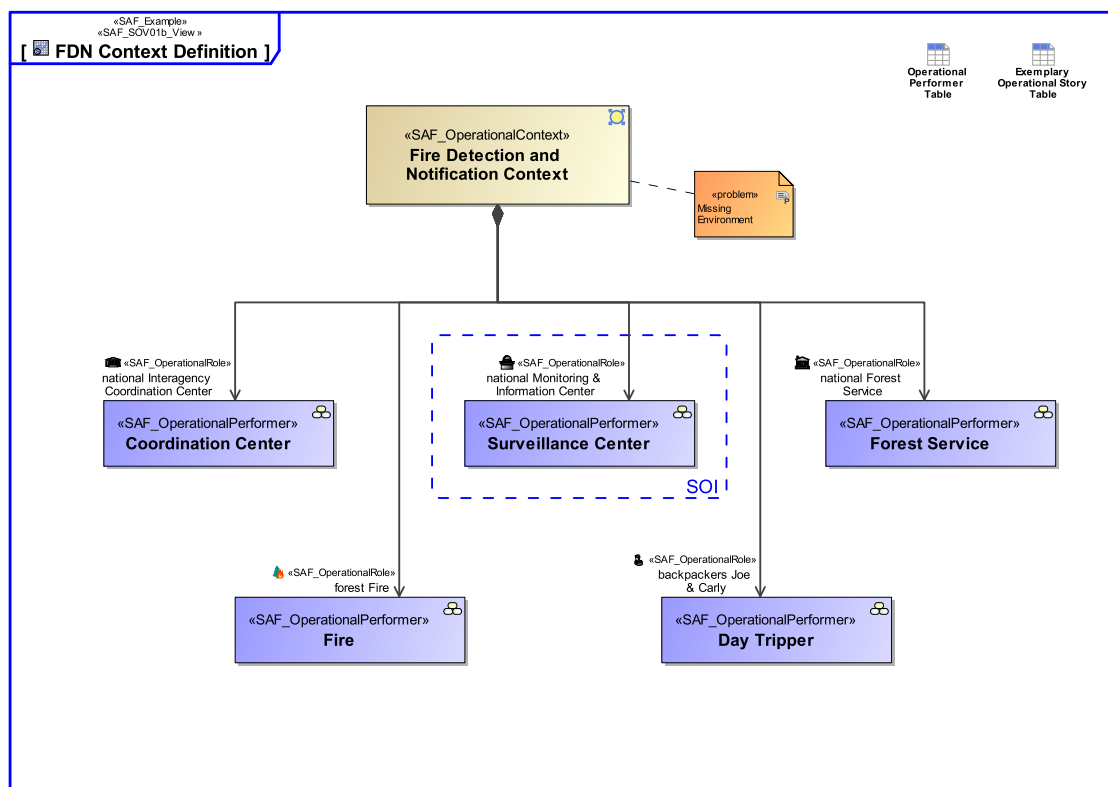 «SAF_Example»
«SAF_SOV01b_View »
[ FDN Context Definition ]
Operational
Performer
Table
Exemplary
Operational Story
Table
«SAF_OperationalContext»
Fire Detection and
Notification Context
«problem»
Missing
Environment
«SAF_OperationalRole»
national Interagency
Coordination Center
«SAF_OperationalPerformer»
Coordination Center
«SAF_OperationalRole»
national Monitoring &
Information Center
«SAF_OperationalPerformer»
Surveillance Center
SOI
«SAF_OperationalRole»
national Forest
Service
«SAF_OperationalPerformer»
Forest Service
«SAF_OperationalRole»
forest Fire
«SAF_OperationalPerformer»
Fire
«SAF_OperationalRole»
backpackers Joe
& Carly
«SAF_OperationalPerformer»
Day Tripper